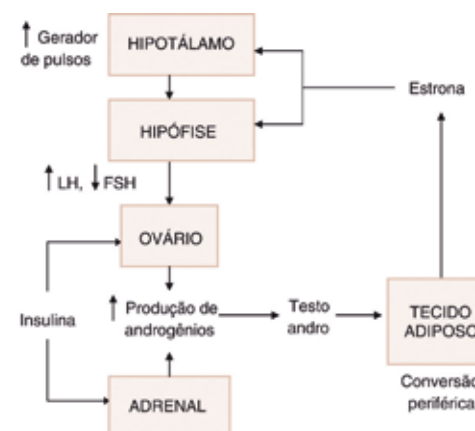 ↑ Gerador
de pulsos
HIPOTÁLAMO
Estrona
HIPÓFISE
↑ LH, ↓ FSH
OVÁRIO
Insulina
↑ Produção de
androgênios
Testo
andro
TECIDO
ADIPOSO
Conversão
periférica
ADRENAL